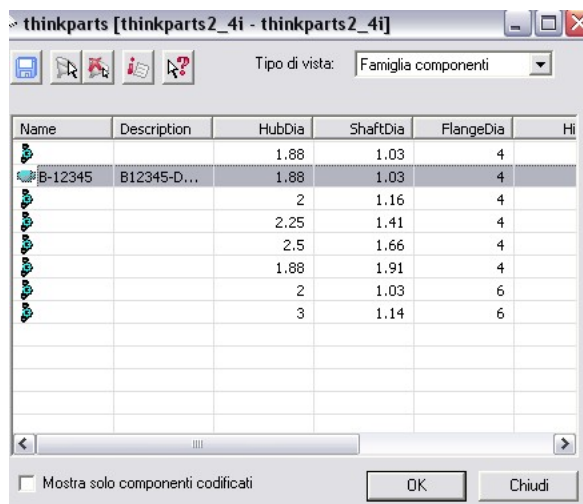 thinkparts [thinkparts2_4i - thinkparts2_4i]
Tipo di vista: Famiglia componenti
Name Description HubDia ShaftDia FlangeDia Hi
1.88 1.03 4
B-12345 B12345-D... 1.88 1.03 4
2 1.16 4
2.25 1.41 4
2.5 1.66 4
1.88 1.91 4
2 1.03 6
3 1.14 6
Mostra solo componenti codificati OK Chiudi